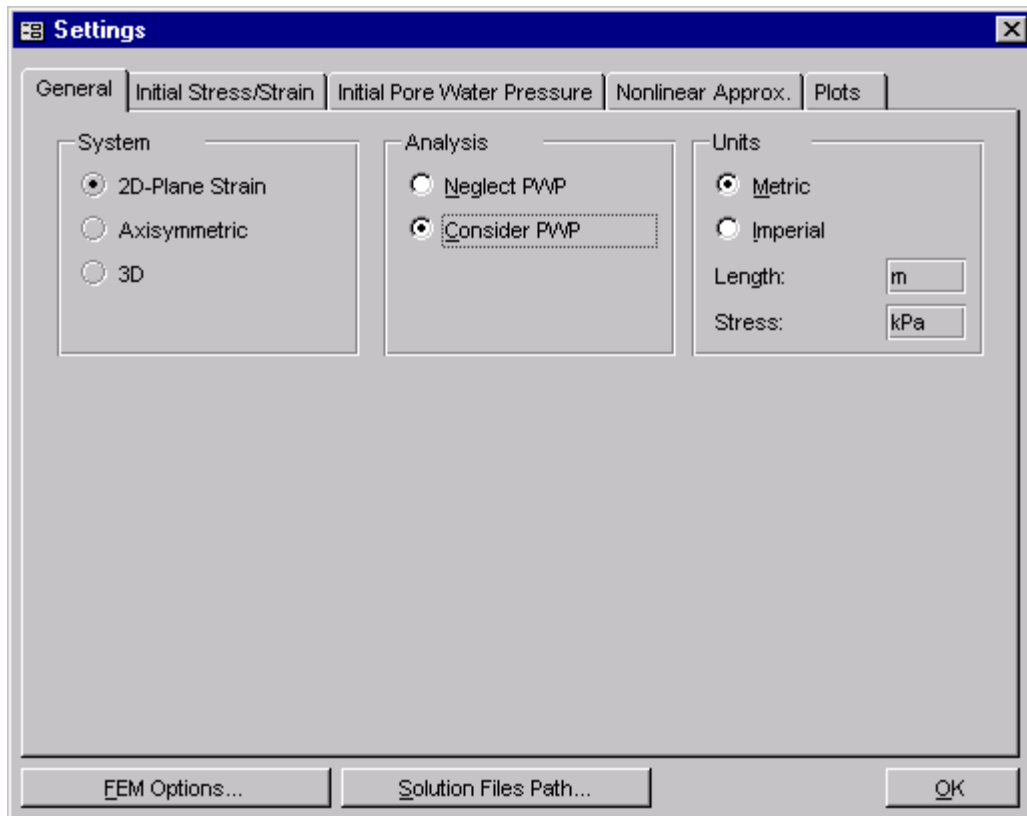 Settings
General Initial Stress/Strain Initial Pore Water Pressure Nonlinear Approx. Plots
System
2D-Plane Strain
Axisymmetric
3D
Analysis
Neglect PWP
Consider PWP
Units
Metric
Imperial
Length: m
Stress: kPa
FEM Options... Solution Files Path... OK